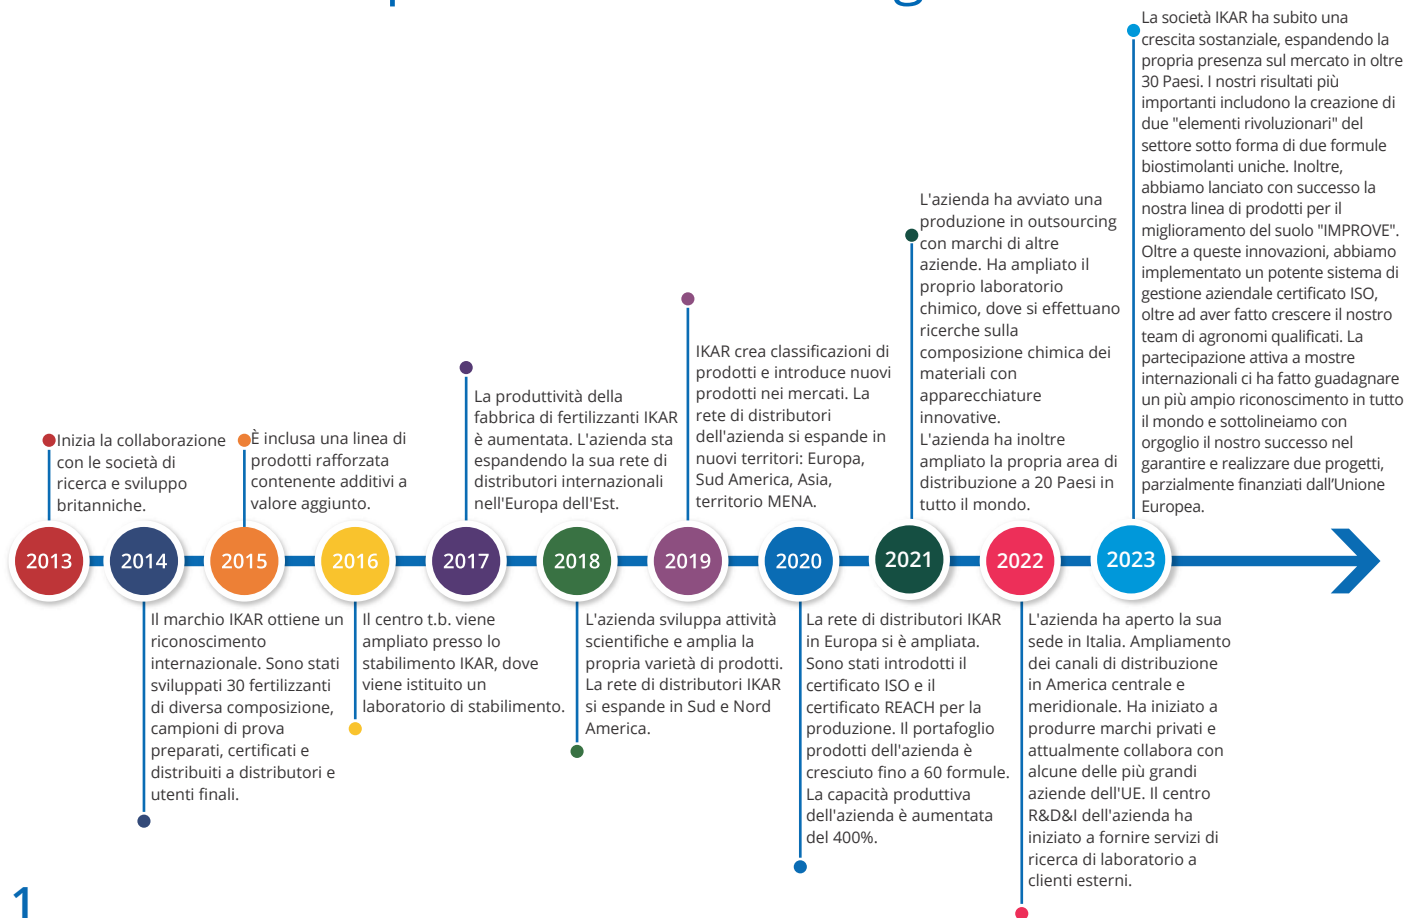 La società IKAR ha subito una
crescita sostanziale, espandendo la
propria presenza sul mercato in oltre
30 Paesi. I nostri risultati più
importanti includono la creazione di
due "elementi rivoluzionari" del
settore sotto forma di due formule
biostimolanti uniche. Inoltre,
abbiamo lanciato con successo la
nostra linea di prodotti per il
miglioramento del suolo "IMPROVE".
Oltre a queste innovazioni, abbiamo
implementato un potente sistema di
gestione aziendale certificato ISO,
oltre ad aver fatto crescere il nostro
team di agronomi qualificati. La
partecipazione attiva a mostre
internazionali ci ha fatto guadagnare
un più ampio riconoscimento in tutto
il mondo e sottolineiamo con
orgoglio il nostro successo nel
garantire e realizzare due progetti,
parzialmente finanziati dall’Unione
Europea.
L'azienda ha avviato una
produzione in outsourcing
con marchi di altre
aziende. Ha ampliato il
proprio laboratorio
chimico, dove si effettuano
ricerche sulla
composizione chimica dei
materiali con
apparecchiature
innovative.
L'azienda ha inoltre
ampliato la propria area di
distribuzione a 20 Paesi in
tutto il mondo.
IKAR crea classificazioni di
prodotti e introduce nuovi
prodotti nei mercati. La
rete di distributori
dell'azienda si espande in
nuovi territori: Europa,
Sud America, Asia,
territorio MENA.
La produttività della
fabbrica di fertilizzanti IKAR
è aumentata. L'azienda sta
espandendo la sua rete di
distributori internazionali
nell'Europa dell'Est.
È inclusa una linea di
prodotti rafforzata
contenente additivi a
valore aggiunto.
Inizia la collaborazione
con le società di
ricerca e sviluppo
britanniche.
2013
2014
2015
2016
2017
2018
2019
2020
2021
2022
2023
Il marchio IKAR ottiene un
riconoscimento
internazionale. Sono stati
sviluppati 30 fertilizzanti
di diversa composizione,
campioni di prova
preparati, certificati e
distribuiti a distributori e
utenti finali.
Il centro t.b. viene
ampliato presso lo
stabilimento IKAR, dove
viene istituito un
laboratorio di stabilimento.
L'azienda sviluppa attività
scientifiche e amplia la
propria varietà di prodotti.
La rete di distributori IKAR
si espande in Sud e Nord
America.
La rete di distributori IKAR
in Europa si è ampliata.
Sono stati introdotti il
certificato ISO e il
certificato REACH per la
produzione. Il portafoglio
prodotti dell'azienda è
cresciuto fino a 60 formule.
La capacità produttiva
dell'azienda è aumentata
del 400%.
L'azienda ha aperto la sua
sede in Italia. Ampliamento
dei canali di distribuzione
in America centrale e
meridionale. Ha iniziato a
produrre marchi privati e
attualmente collabora con
alcune delle più grandi
aziende dell'UE. Il centro
R&D&I dell'azienda ha
iniziato a fornire servizi di
ricerca di laboratorio a
clienti esterni.
1